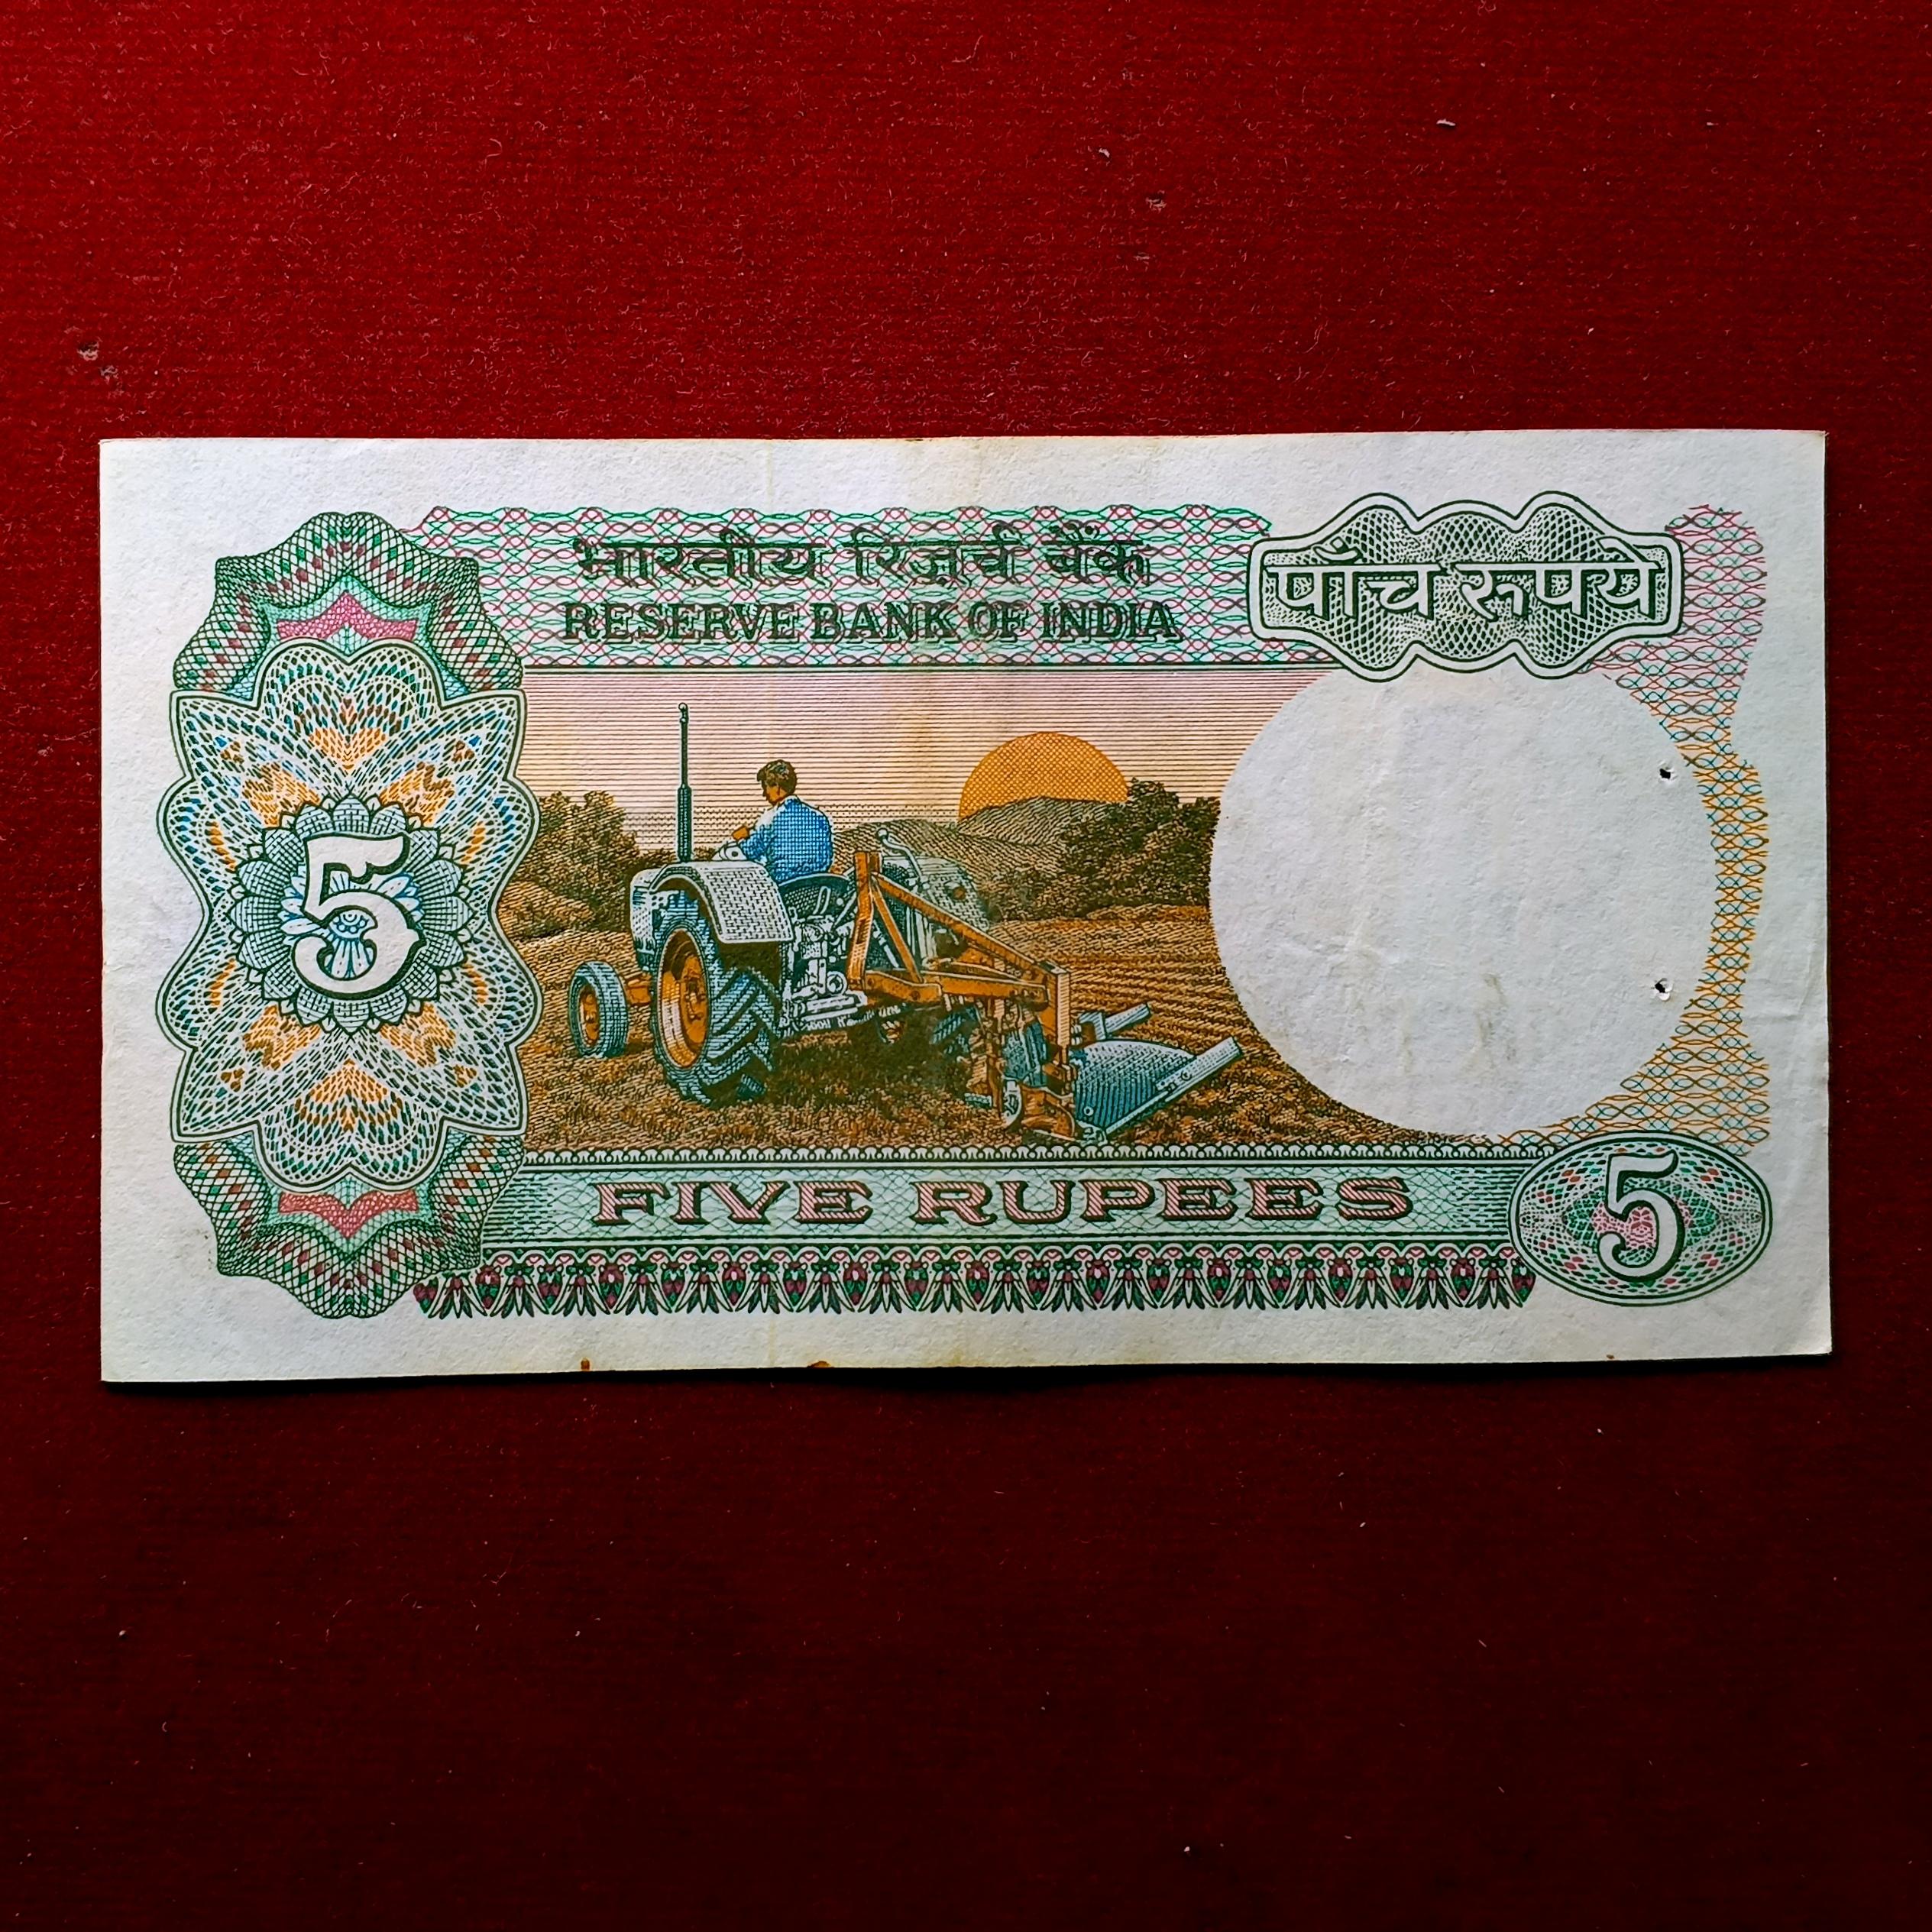 भारतीय रिज़र्व बैंक
RESERVE BANK OF INDIA
पाँच रूपये
5
FIVE RUPEES
5